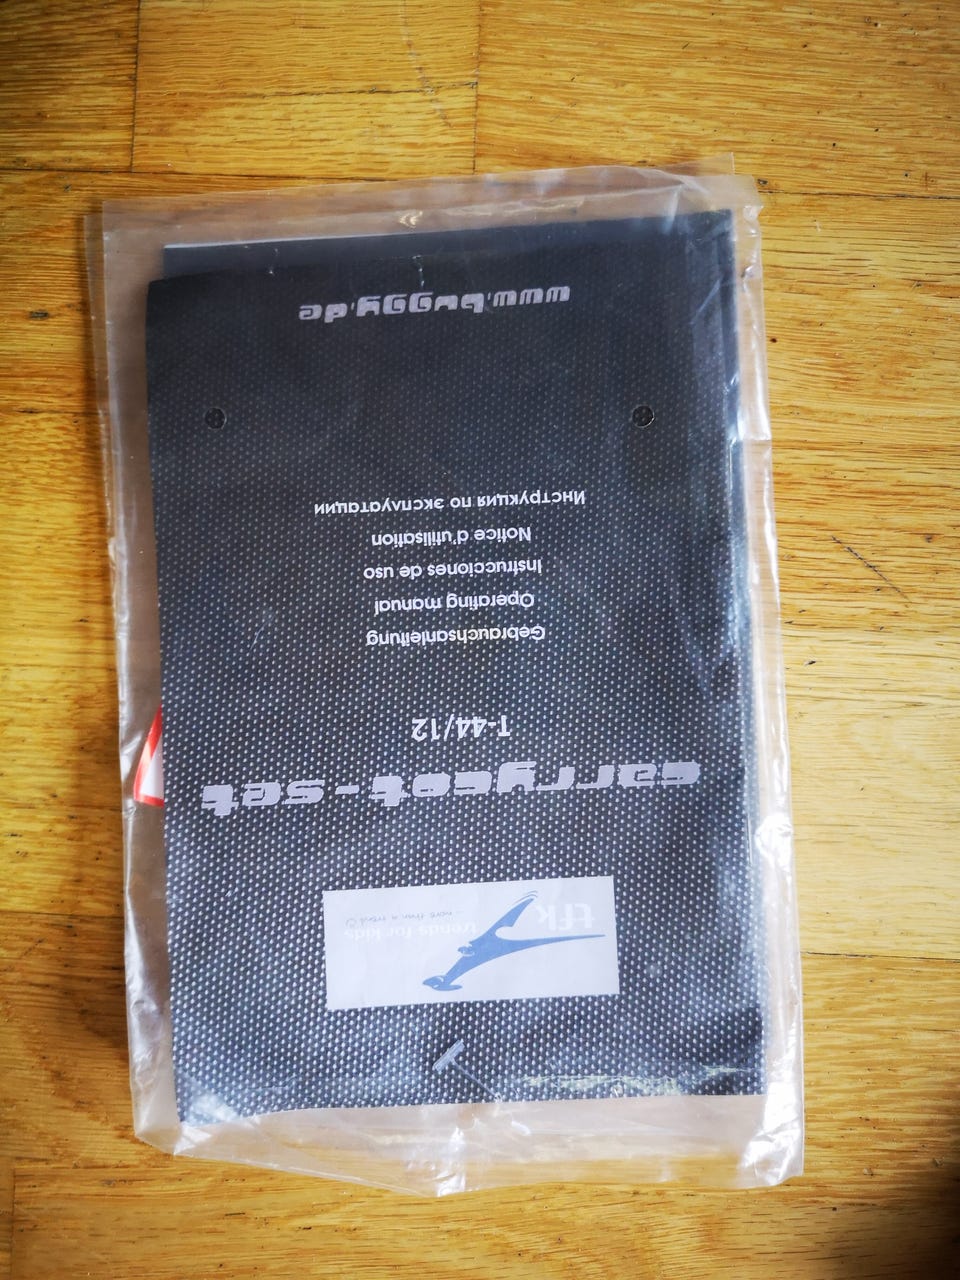 tfk
trends for kids
... more than a trend
carrycot-set
T-44/12
Gebrauchsanleitung
Operating manual
Instrucciones de uso
Notice d'utilisation
Инструкция по эксплуатации
www.buggy.de